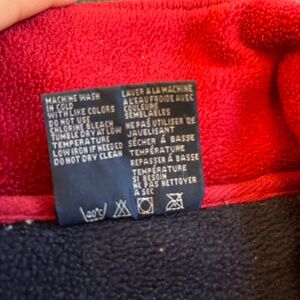 MACHINE WASH
IN COLD
WITH LIKE COLORS
DO NOT USE
CHLORINE BLEACH
TUMBLE DRY AT LOW
TEMPERATURE
LOW IRON IF NEEDED
DO NOT DRY CLEAN
LAVER A LA MACHINE
A L'EAU FROIDE AVEC
COULEURS
SEMBLABLES
NE PAS UTILISER DE
JAVELISANT
SÉCHER À BASSE
TEMPÉRATURE
REPASSER À BASSE
TEMPÉRATURE
SI BESOIN
NE PAS NETTOYER
A SEC